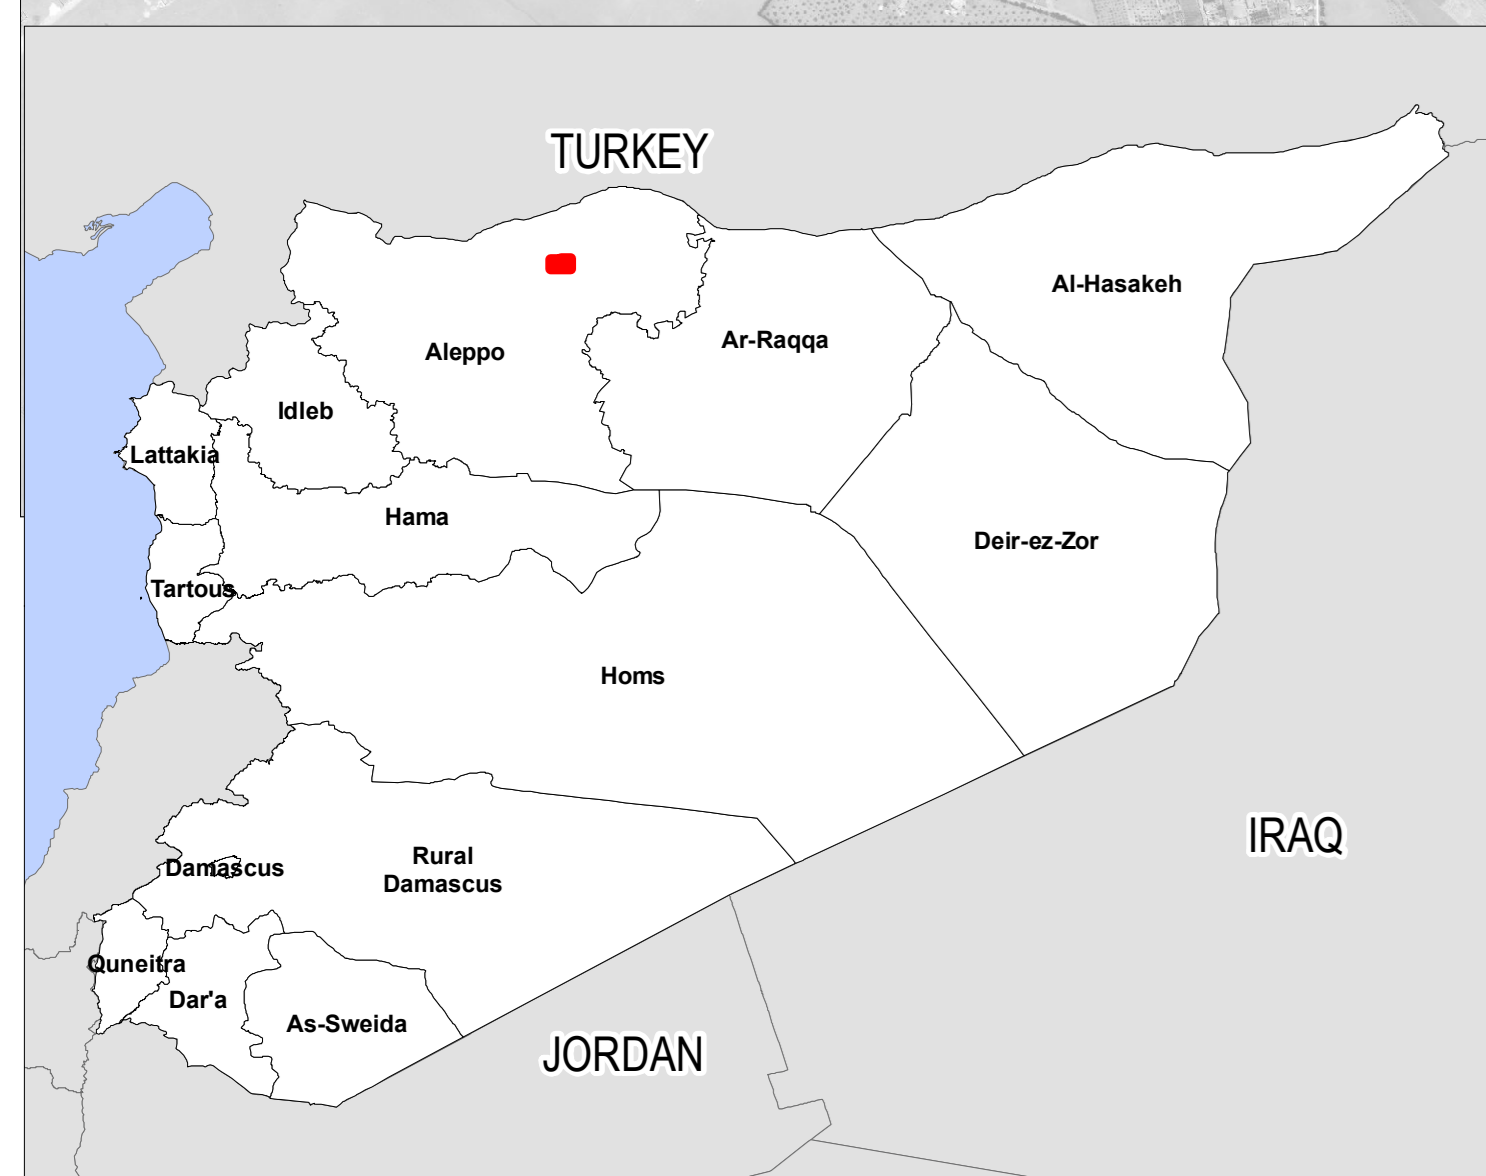 TURKEY
Al-Hasakeh
Ar-Raqqa
Aleppo
Idleb
Lattakia
Hama
Deir-ez-Zor
Tartous
Homs
IRAQ
Rural
Damascus
Damascus
Quneitra
Dar'a
As-Sweida
JORDAN